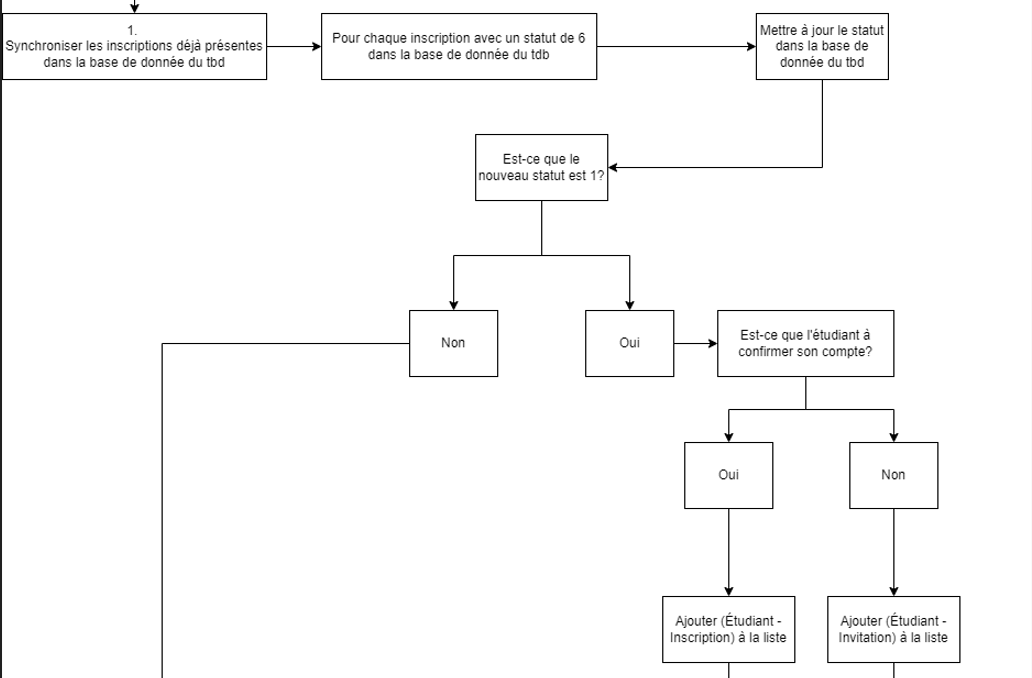 1.
Synchroniser les inscriptions déjà présentes
dans la base de donnée du tbd
Pour chaque inscription avec un statut de 6
dans la base de donnée du tdb
Mettre à jour le statut
dans la base de
donnée du tbd
Est-ce que le
nouveau statut est 1?
Non
Oui
Est-ce que l'étudiant à
confirmer son compte?
Oui
Non
Ajouter (Étudiant -
Inscription) à la liste
Ajouter (Étudiant -
Invitation) à la liste